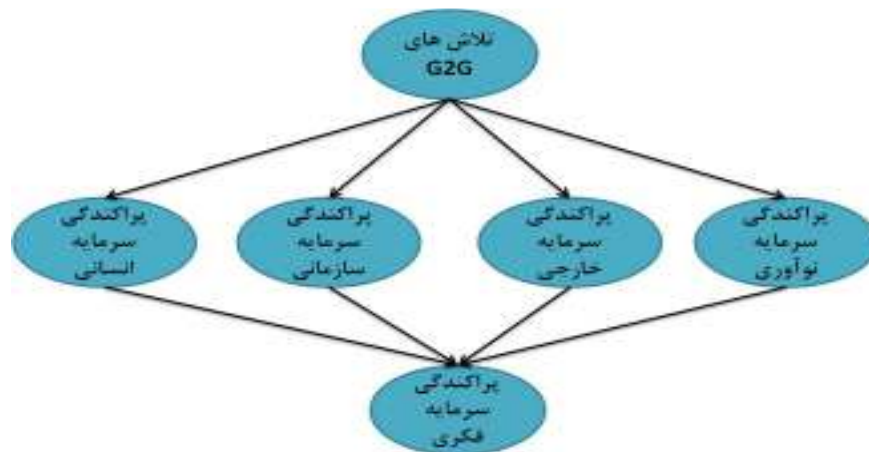 تلاش های
G2G
پراکندگی
سرمایه
نوآوری
پراکندگی
سرمایه
خارجی
پراکندگی
سرمایه
سازمانی
پراکندگی
سرمایه
انسانی
پراکندگی
سرمایه
فکری